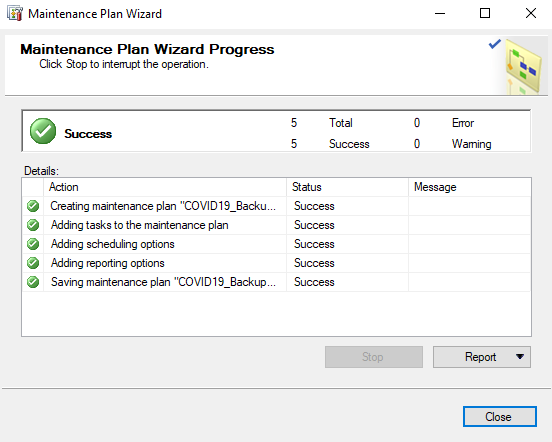 Maintenance Plan Wizard
Maintenance Plan Wizard Progress
Click Stop to interrupt the operation.
Success
5 Total 0 Error
5 Success 0 Warning
Details:
Action Status Message
Creating maintenance plan "COVID19_Backu... Success
Adding tasks to the maintenance plan Success
Adding scheduling options Success
Adding reporting options Success
Saving maintenance plan "COVID19_Backup... Success
Stop Report
Close